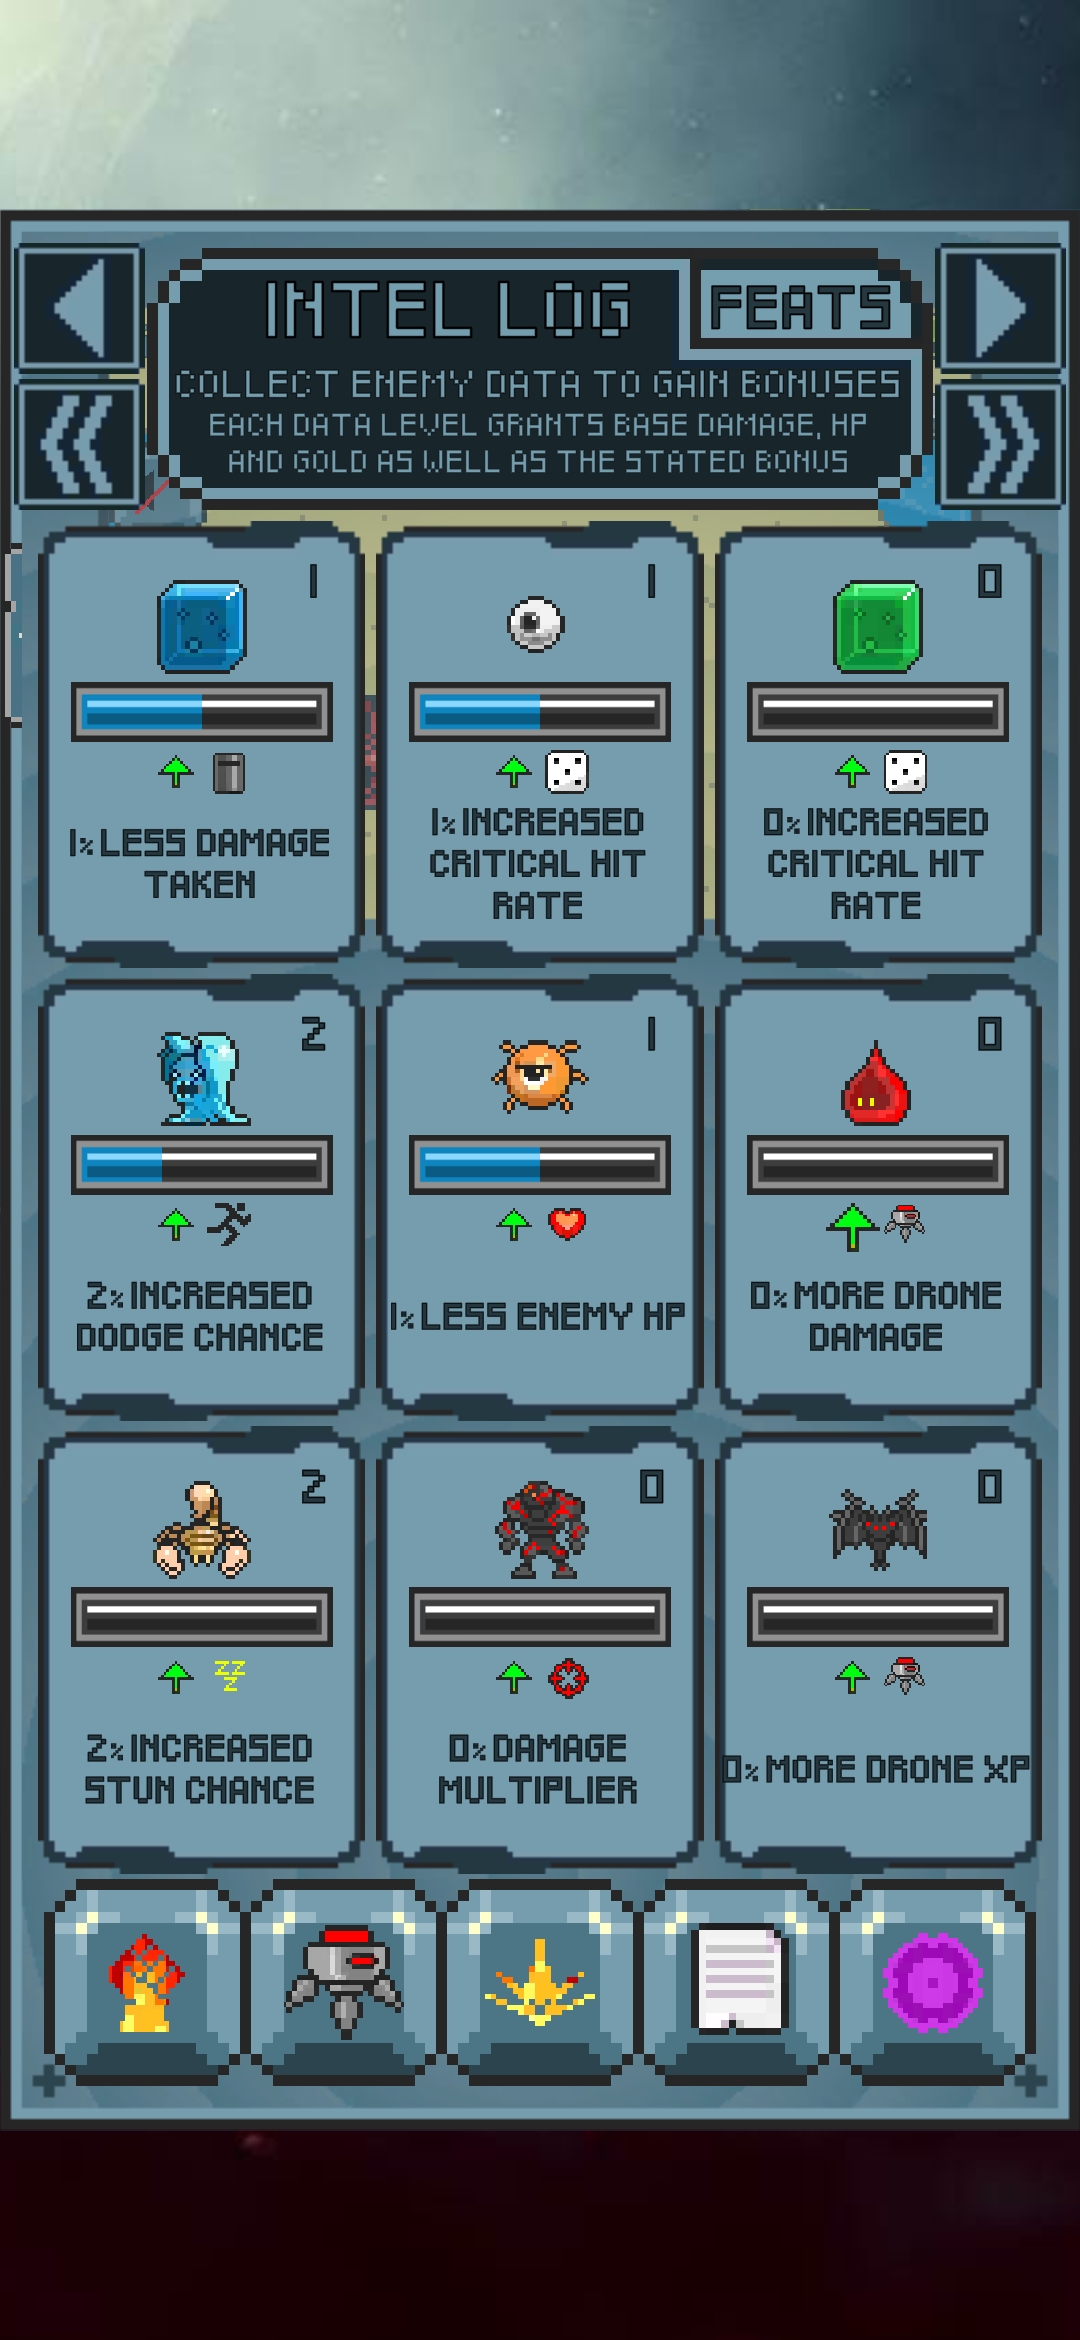 INTEL LOG
FEATS
COLLECT ENEMY DATA TO GAIN BONUSES
EACH DATA LEVEL GRANTS BASE DAMAGE, HP
AND GOLD AS WELL AS THE STATED BONUS
1
1% LESS DAMAGE
TAKEN
1
1% INCREASED
CRITICAL HIT
RATE
0
0% INCREASED
CRITICAL HIT
RATE
2
2% INCREASED
DODGE CHANCE
1
1% LESS ENEMY HP
0
0% MORE DRONE
DAMAGE
2
ZZ
Z
2% INCREASED
STUN CHANCE
0
0% DAMAGE
MULTIPLIER
0
0% MORE DRONE XP